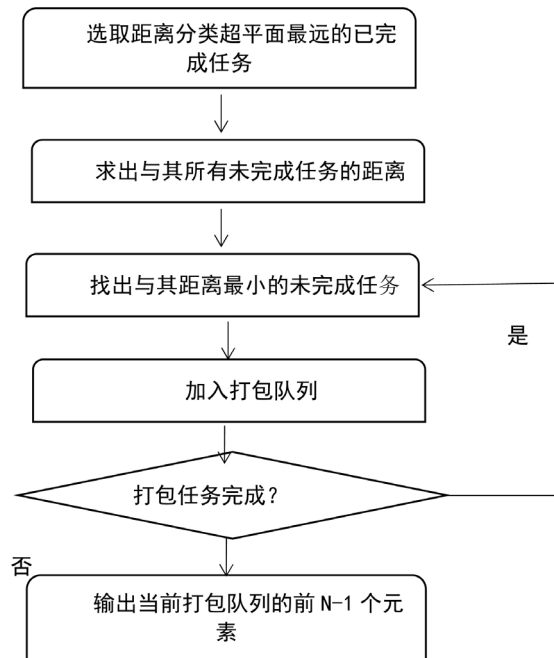 选取距离分类超平面最远的已完
成任务
求出与其所有未完成任务的距离
找出与其距离最小的未完成任务
是
加入打包队列
打包任务完成？
否
输出当前打包队列的前 N-1 个元
素